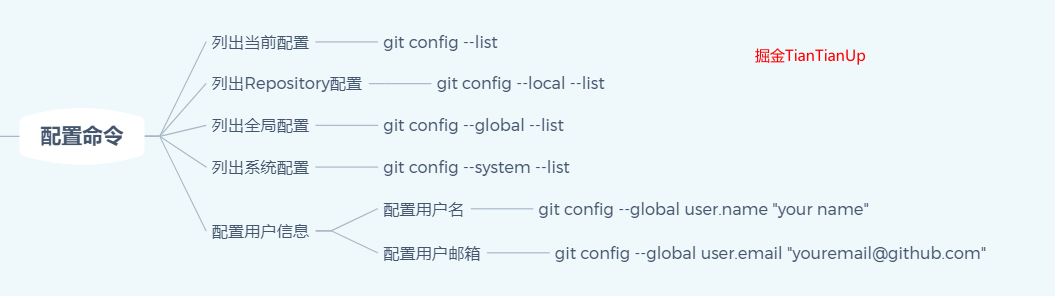 列出当前配置 git config --list
掘金TianTianUp
列出Repository配置 git config --local --list
列出全局配置 git config --global --list
配置命令
列出系统配置 git config --system --list
配置用户信息
配置用户名 git config --global user.name "your name"
配置用户邮箱 git config --global user.email "youremail@github.com"